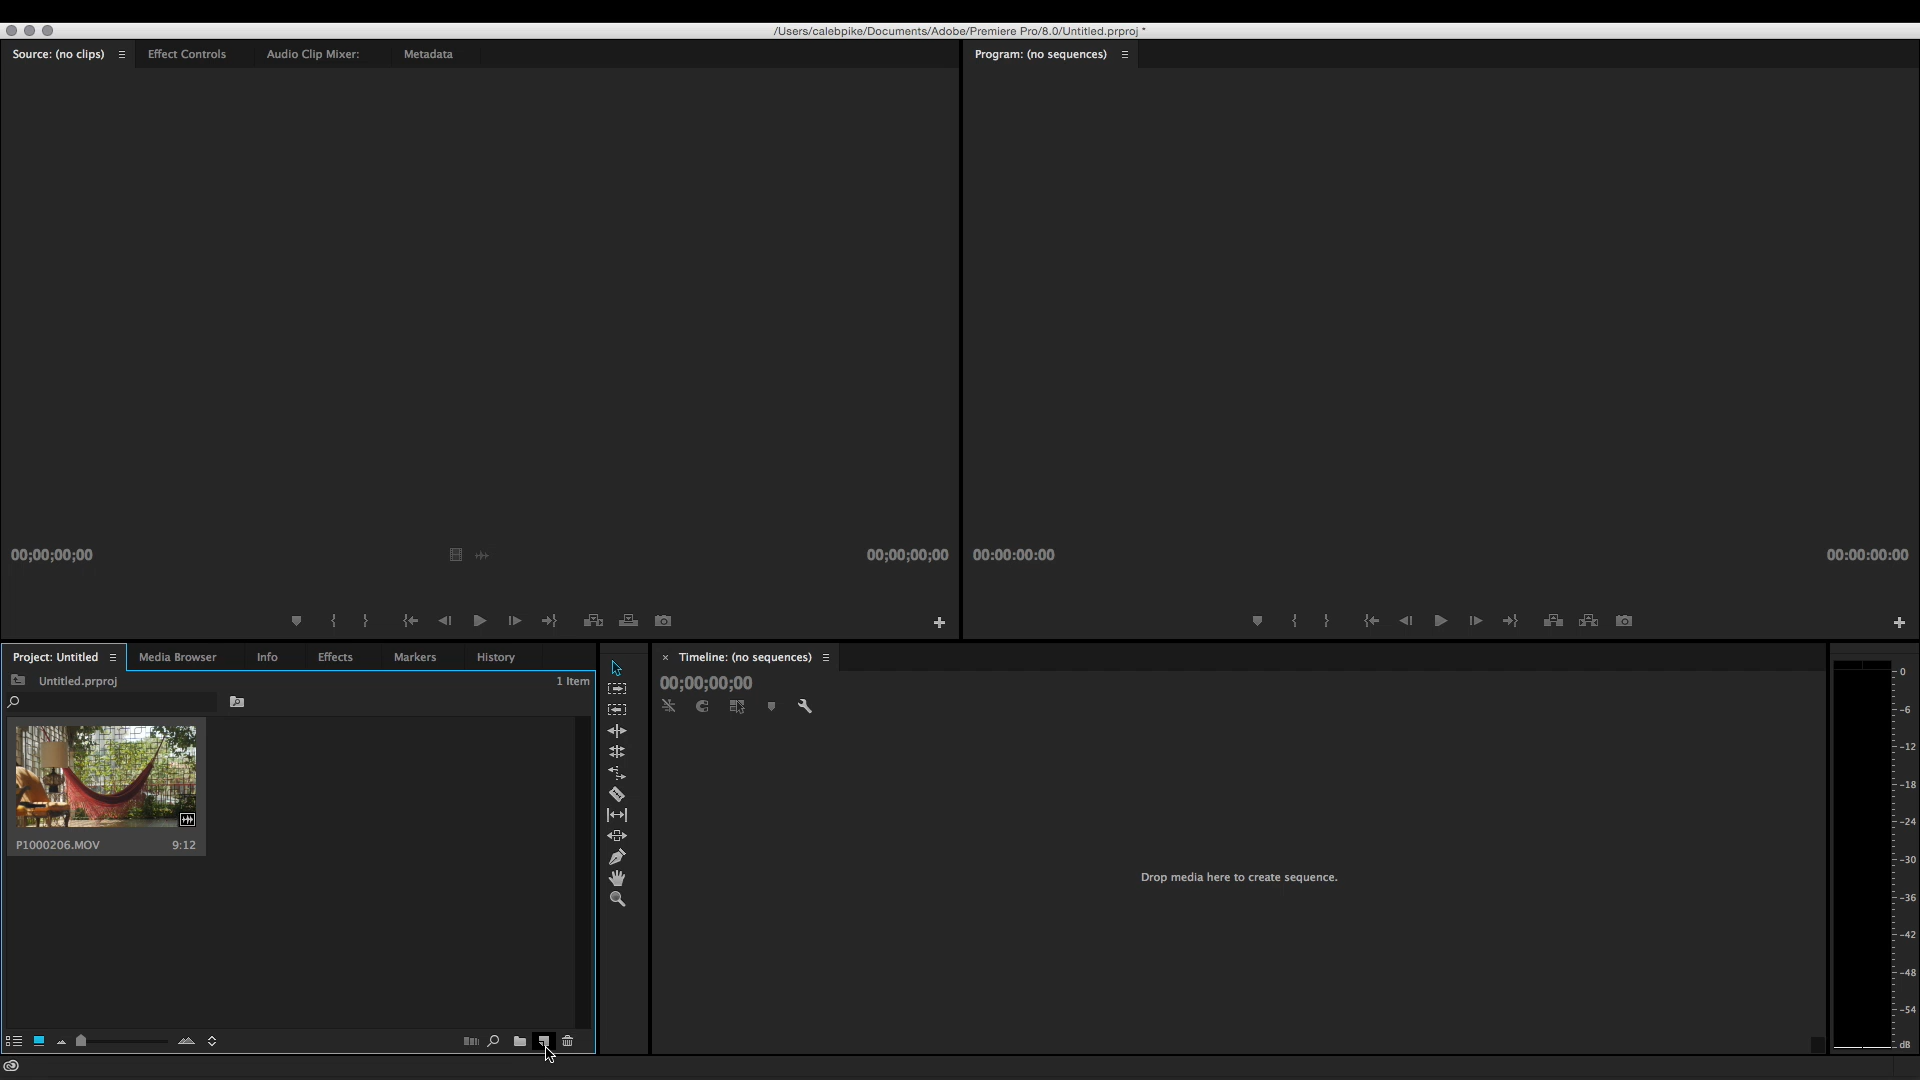 /Users/calebpike/Documents/Adobe/Premiere Pro/8.0/Untitled.prproj *
Source: (no clips) Effect Controls Audio Clip Mixer: Metadata
Program: (no sequences)
00;00;00;00 00;00;00;00
00:00:00:00 00:00:00:00
Project: Untitled Media Browser Info Effects Markers History
Untitled.prproj 1 Item
P1000206.MOV 9:12
× Timeline: (no sequences)
00;00;00;00
Drop media here to create sequence.
0
-6
-12
-18
-24
-30
-36
-42
-48
-54
dB